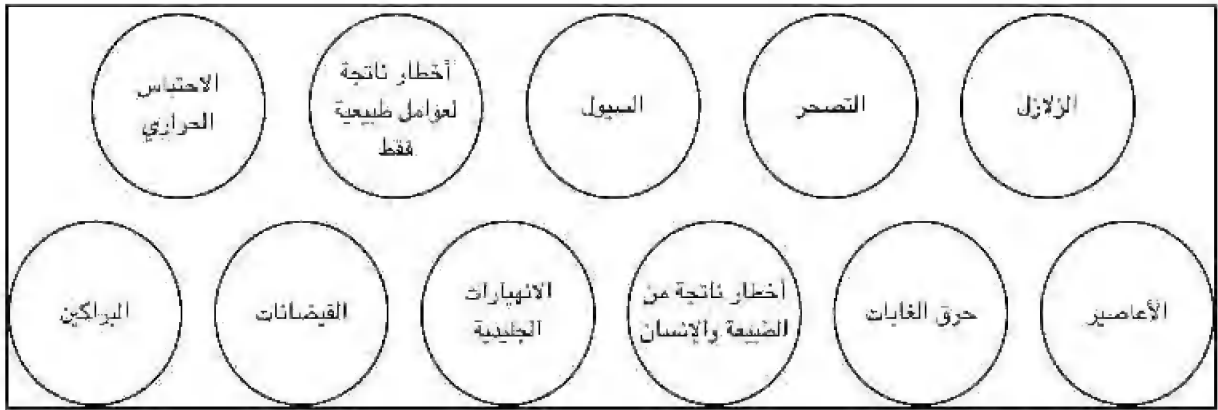 الزلازل
التصحر
السيول
أخطار ناتجة
لعوامل طبيعية
فقط
الاحتباس
الحراري
الأعاصير
حرق الغابات
أخطار ناتجة من
الطبيعة والإنسان
الانهيارات
الجليدية
الفيضانات
البراكين